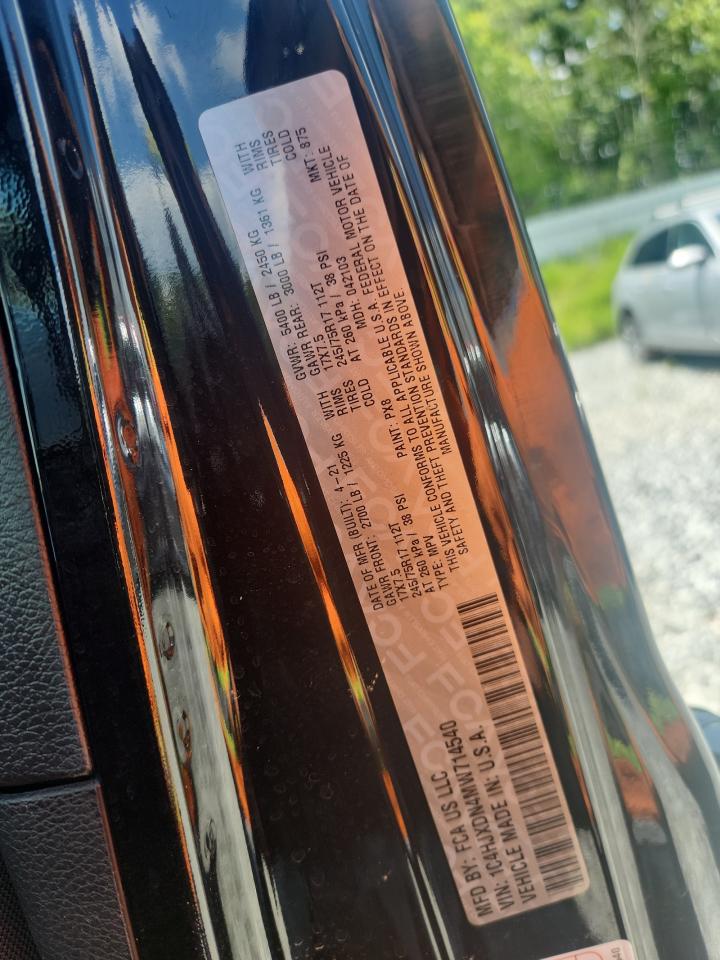 MFD BY: FCA US LLC
VIN: 1C4HJXDN4MW714540
VEHICLE MADE IN: U.S.A.
DATE OF MFR (BUILT): 4-21
GAWR FRONT: 2700 LB / 1225 KG WITH
17X7.5 RIMS
245/75R17 112T TIRES
AT 260 kPa / 38 PSI COLD
TYPE: MPV
GVWR: 5400 LB / 2450 KG
GAWR REAR: 3000 LB / 1361 KG WITH
17X7.5 RIMS
245/75R17 112T TIRES
AT 260 kPa / 38 PSI COLD
MDH: 042103 MKT: 875
PAINT: PX8
VEHICLE CONFORMS TO ALL APPLICABLE U.S.A. FEDERAL MOTOR VEHICLE
SAFETY AND THEFT PREVENTION STANDARDS IN EFFECT ON THE DATE OF
MANUFACTURE SHOWN ABOVE.
FCA